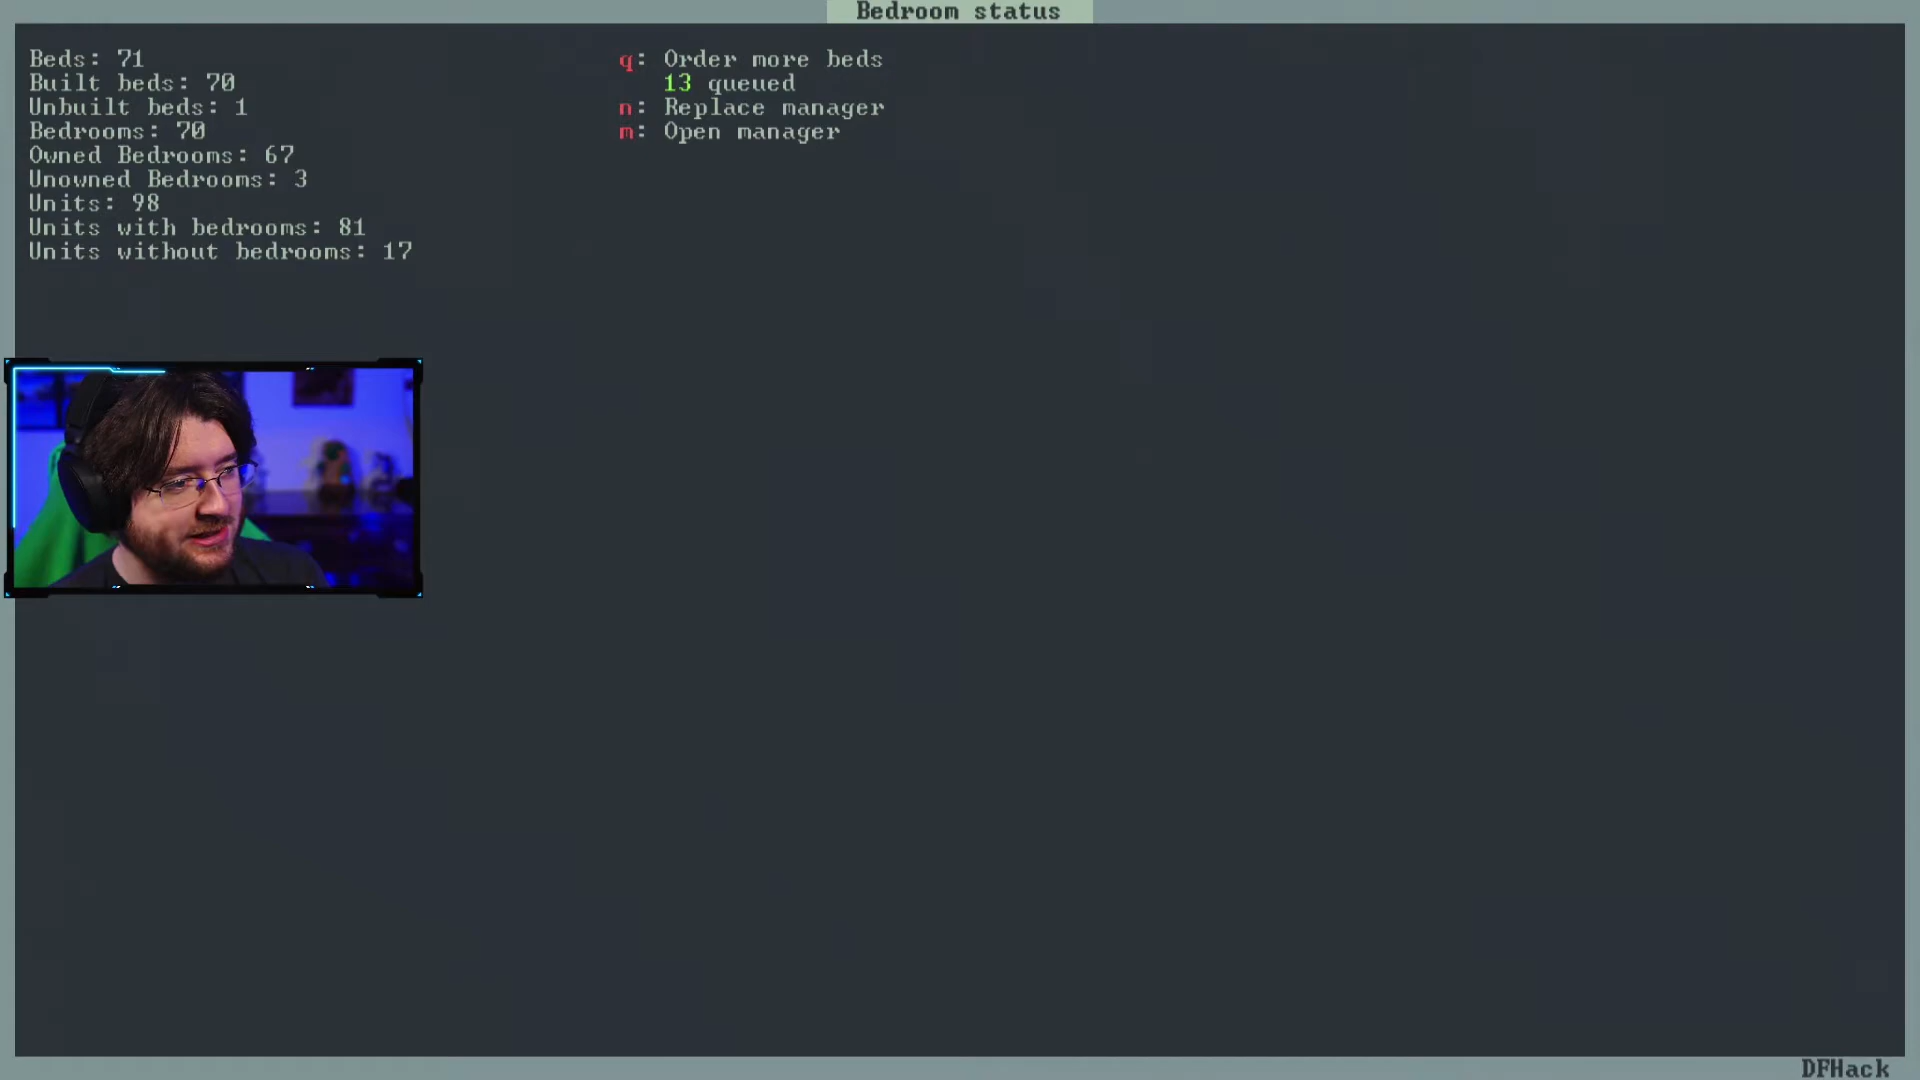 Bedroom status
Beds: 71
Built beds: 70
Unbuilt beds: 1
Bedrooms: 70
Owned Bedrooms: 67
Unowned Bedrooms: 3
Units: 98
Units with bedrooms: 81
Units without bedrooms: 17
q: Order more beds
13 queued
n: Replace manager
m: Open manager
DFHack